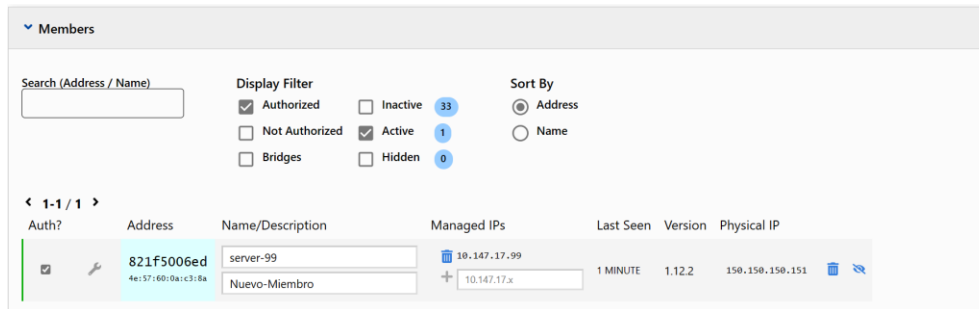 Members
Search (Address / Name)
Display Filter
Sort By
Authorized
Inactive 33
Address
Not Authorized
Active 1
Name
Bridges
Hidden 0
1-1 / 1
Auth? Address Name/Description Managed IPs Last Seen Version Physical IP
821f5006ed
4e:57:60:0a:c3:8a
server-99
Nuevo-Miembro
10.147.17.99
10.147.17.x
1 MINUTE
1.12.2
150.150.150.151